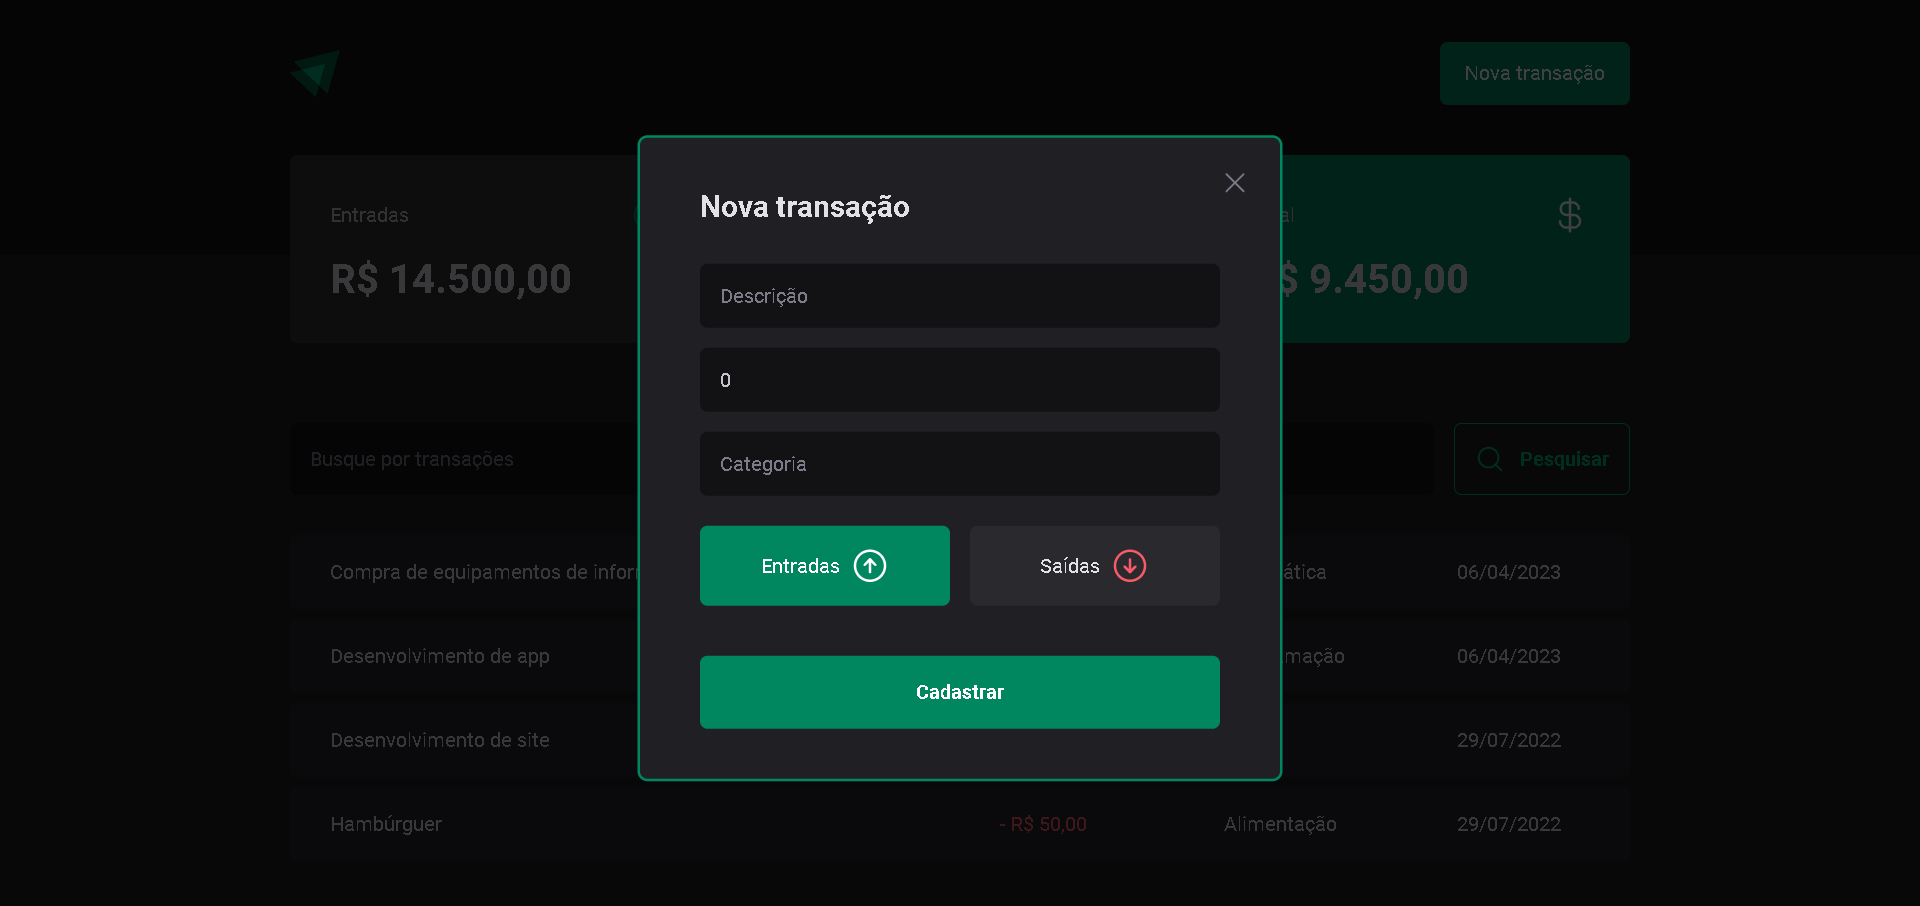 Nova transação
Entradas
al
R$ 14.500,00
$ 9.450,00
Nova transação
Descrição
0
Categoria
Entradas
Saídas
Cadastrar
Busque por transações
Pesquisar
Compra de equipamentos de infor
ática
06/04/2023
Desenvolvimento de app
mação
06/04/2023
Desenvolvimento de site
29/07/2022
Hambúrguer
- R$ 50,00
Alimentação
29/07/2022